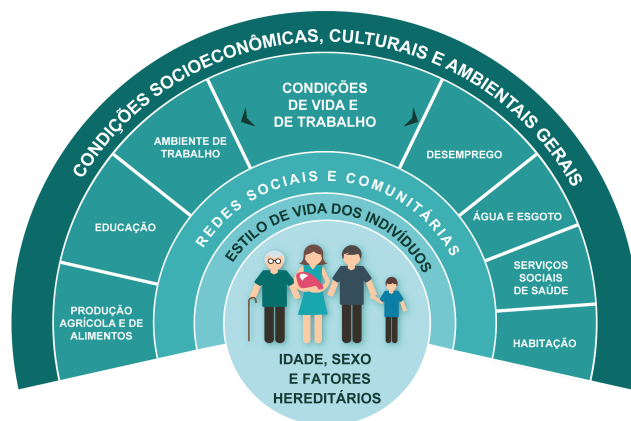 CONDIÇÕES SOCIOECONÔMICAS, CULTURAIS E AMBIENTAIS GERAIS
CONDIÇÕES
DE VIDA E
DE TRABALHO
AMBIENTE DE
TRABALHO
EDUCAÇÃO
PRODUÇÃO
AGRÍCOLA E DE
ALIMENTOS
DESEMPREGO
ÁGUA E ESGOTO
SERVIÇOS
SOCIAIS
DE SAÚDE
HABITAÇÃO
REDES SOCIAIS E COMUNITÁRIAS
ESTILO DE VIDA DOS INDIVÍDUOS
IDADE, SEXO
E FATORES
HEREDITÁRIOS